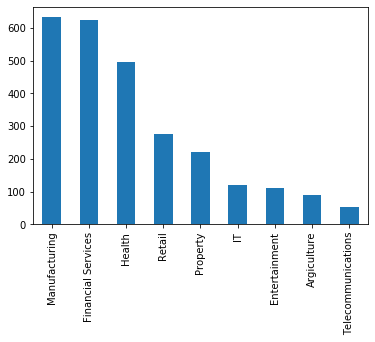 600
500
400
300
200
100
0
Manufacturing
Financial Services
Health
Retail
Property
IT
Entertainment
Argiculture
Telecommunications